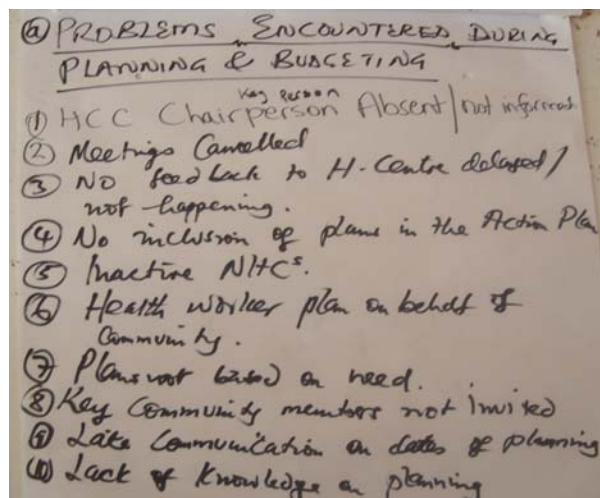 ⓐ PROBLEMS ENCOUNTERED DURING
PLANNING & BUDGETING
Key Person
① HCC Chairperson Absent/not informed
② Meetings Cancelled
③ No feedback to H. Centre delayed/
not happening.
④ No inclusion of plans in the Action Plan
⑤ Inactive NHCs.
⑥ Health worker plan on behalf of
Community.
⑦ Plans not based on need.
⑧ Key Community members not invited
⑨ Late Communication on dates of planning
⑩ Lack of Knowledge on planning